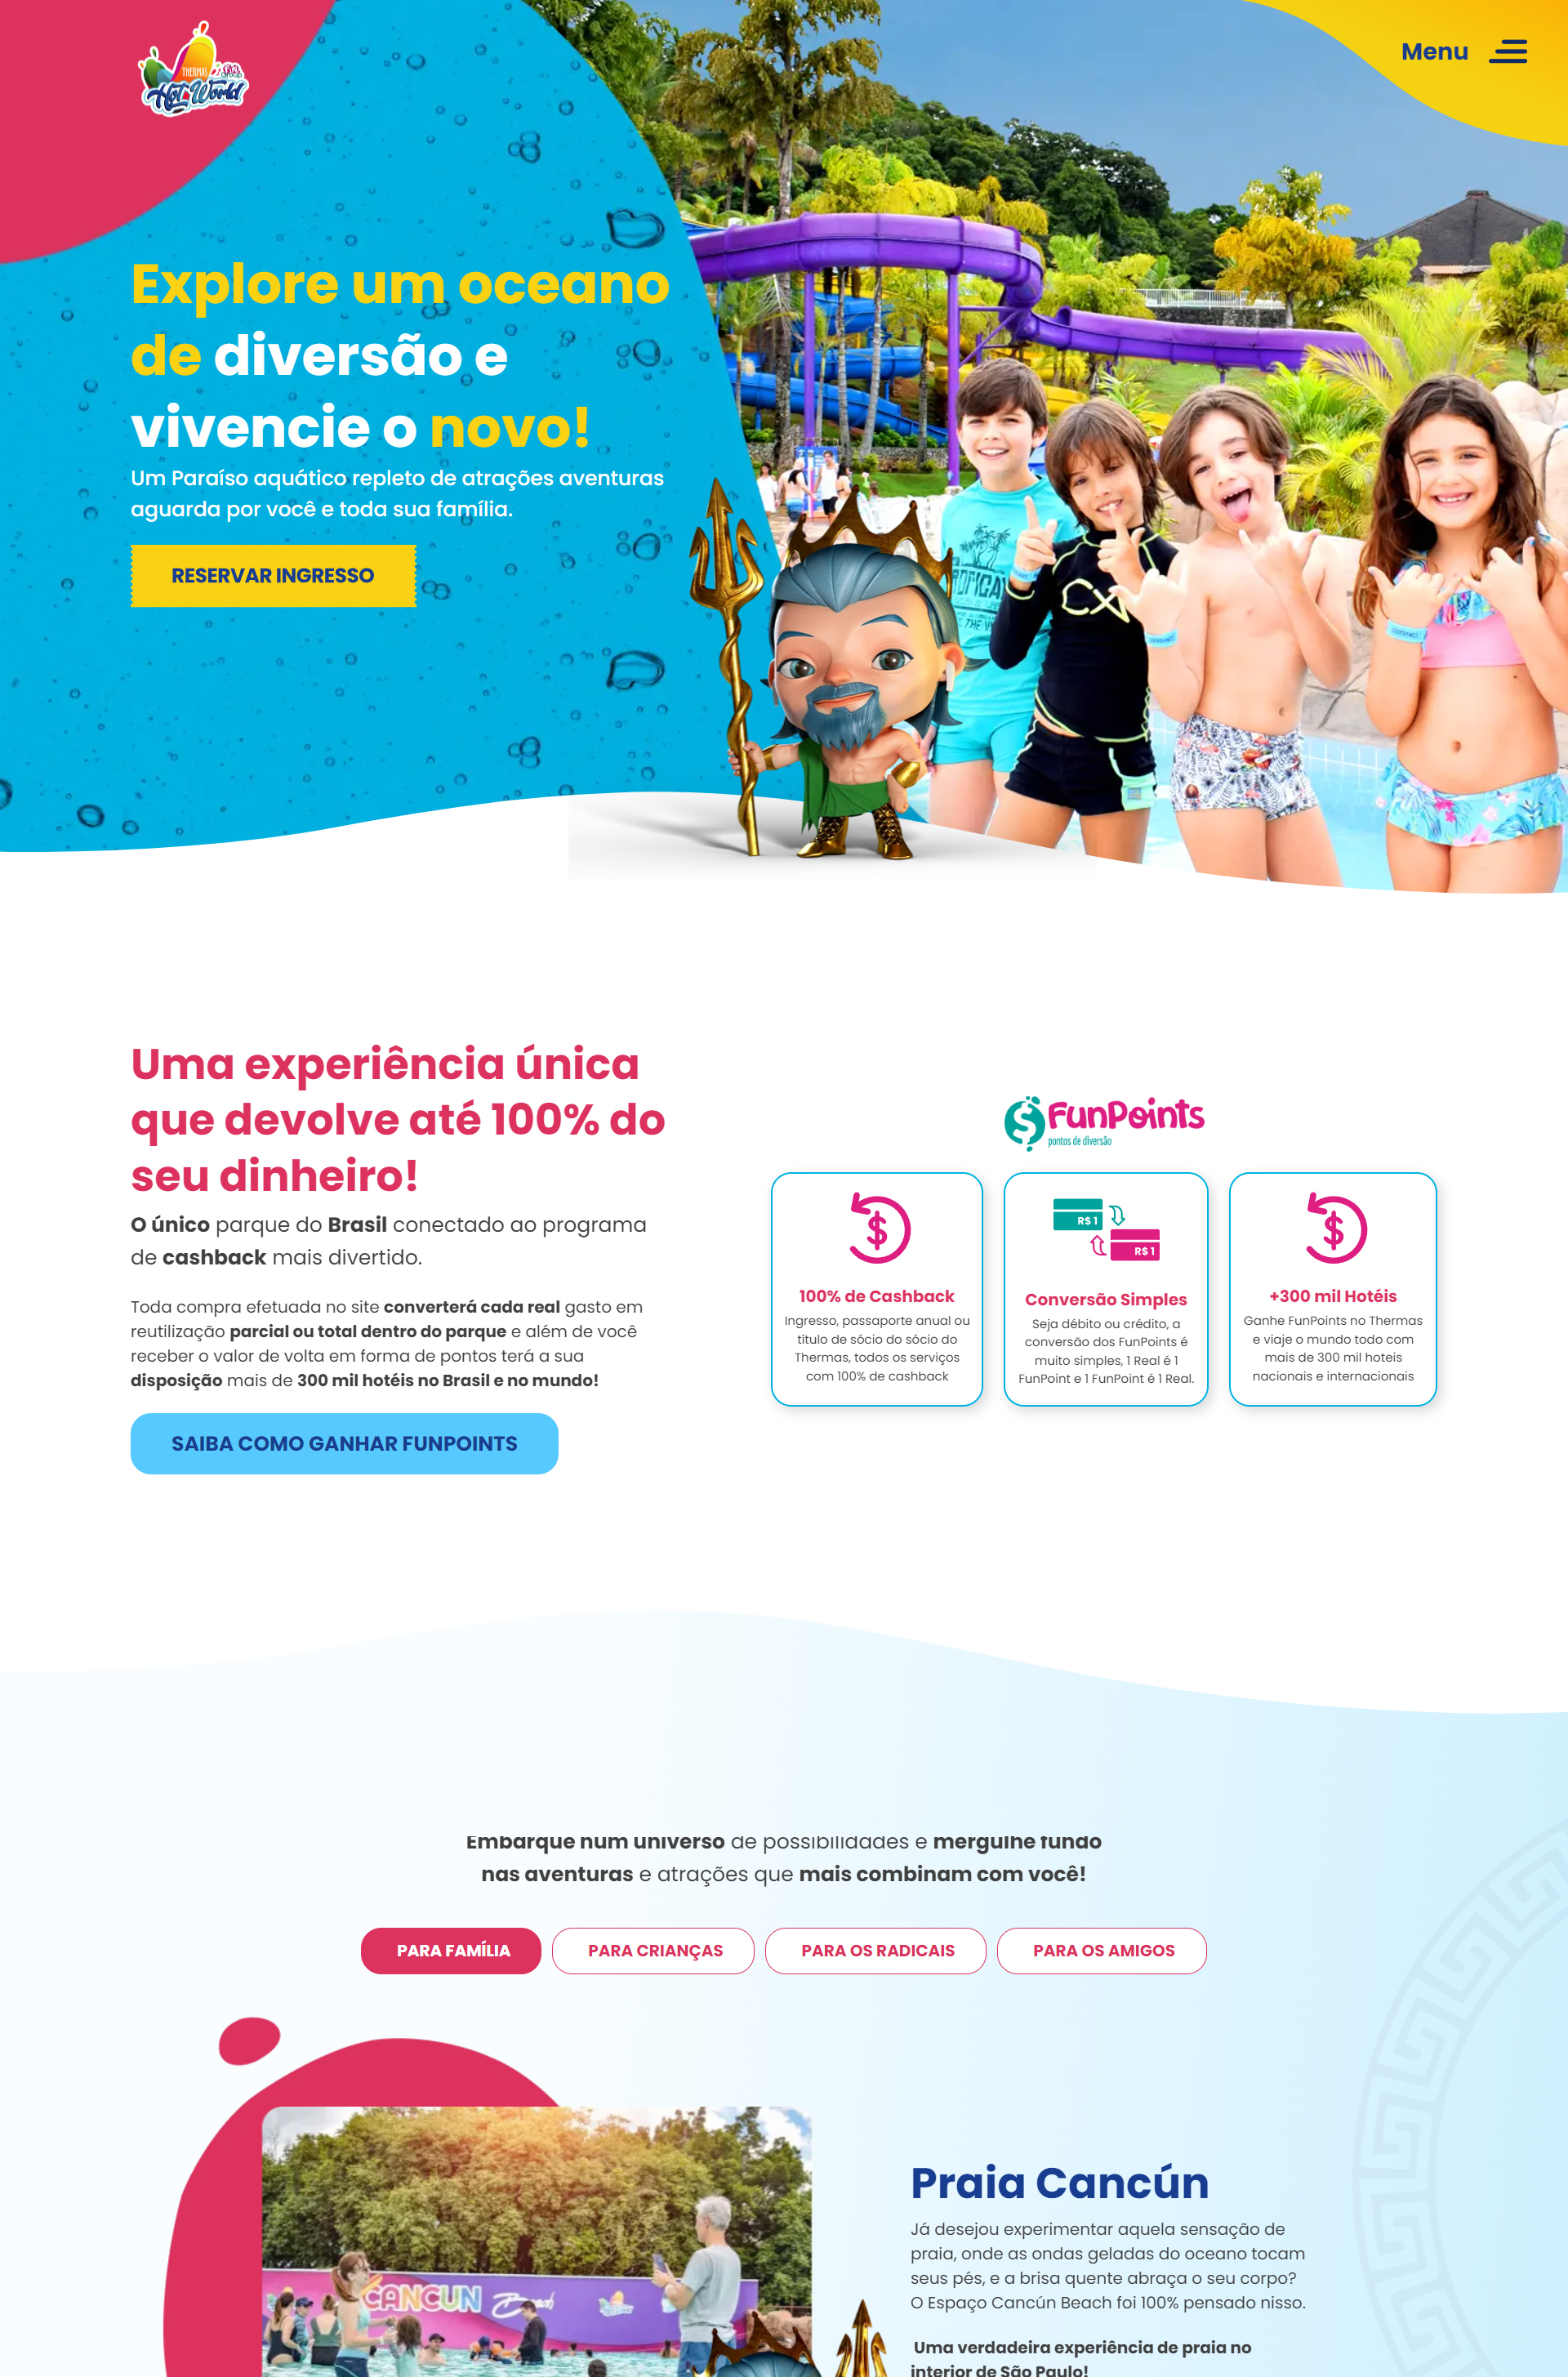 THERMAS
Hot World
Menu
Explore um oceano
de diversão e
vivencie o novo!
Um Paraíso aquático repleto de atrações aventuras
aguarda por você e toda sua família.
RESERVAR INGRESSO
Uma experiência única
que devolve até 100% do
seu dinheiro!
O único parque do Brasil conectado ao programa
de cashback mais divertido.
Toda compra efetuada no site converterá cada real gasto em
reutilização parcial ou total dentro do parque e além de você
receber o valor de volta em forma de pontos terá a sua
disposição mais de 300 mil hotéis no Brasil e no mundo!
SAIBA COMO GANHAR FUNPOINTS
FunPoints
pontos de diversão
100% de Cashback
Ingresso, passaporte anual ou
título de sócio do sócio do
Thermas, todos os serviços
com 100% de cashback
R$ 1
R$ 1
Conversão Simples
Seja débito ou crédito, a
conversão dos FunPoints é
muito simples, 1 Real é 1
FunPoint e 1 FunPoint é 1 Real.
+300 mil Hotéis
Ganhe FunPoints no Thermas
e viaje o mundo todo com
mais de 300 mil hoteis
nacionais e internacionais
Embarque num universo de possibilidades e mergulhe fundo
nas aventuras e atrações que mais combinam com você!
PARA FAMÍLIA
PARA CRIANÇAS
PARA OS RADICAIS
PARA OS AMIGOS
CANCUN Beach
Praia Cancún
Já desejou experimentar aquela sensação de
praia, onde as ondas geladas do oceano tocam
seus pés, e a brisa quente abraça o seu corpo?
O Espaço Cancún Beach foi 100% pensado nisso.
Uma verdadeira experiência de praia no
interior de São Paulo!